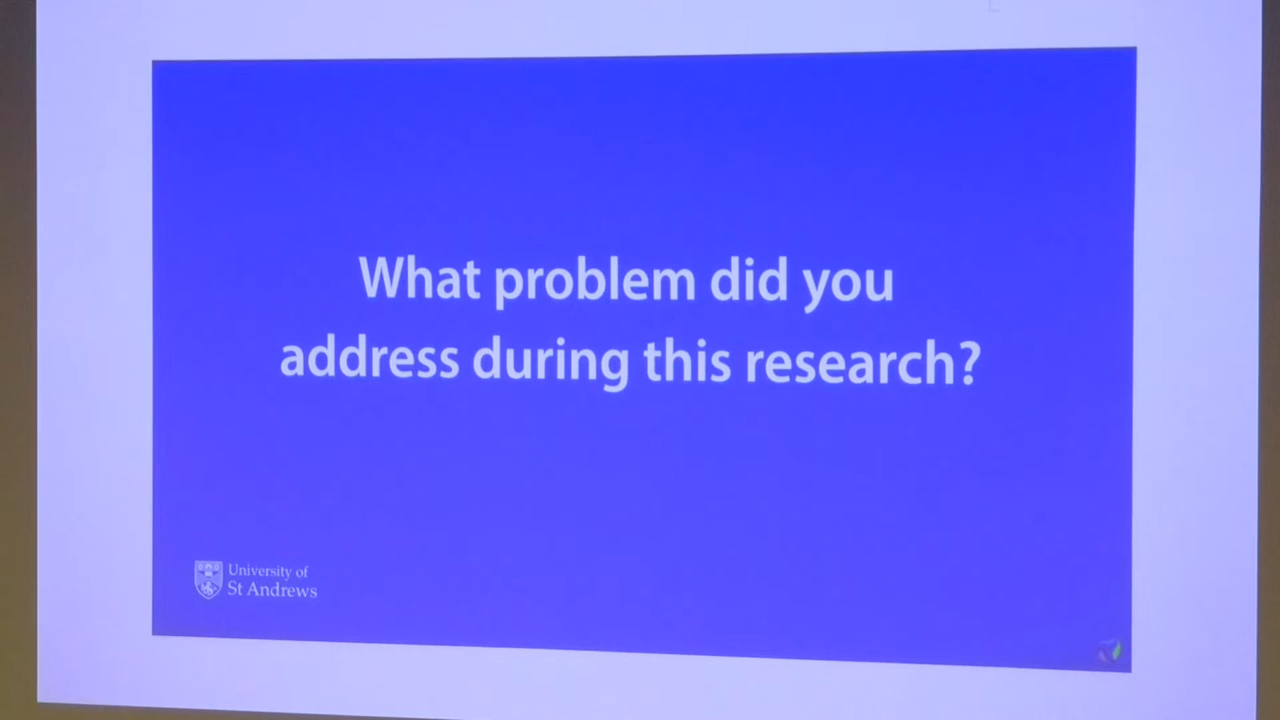 What problem did you
address during this research?
University of
St Andrews